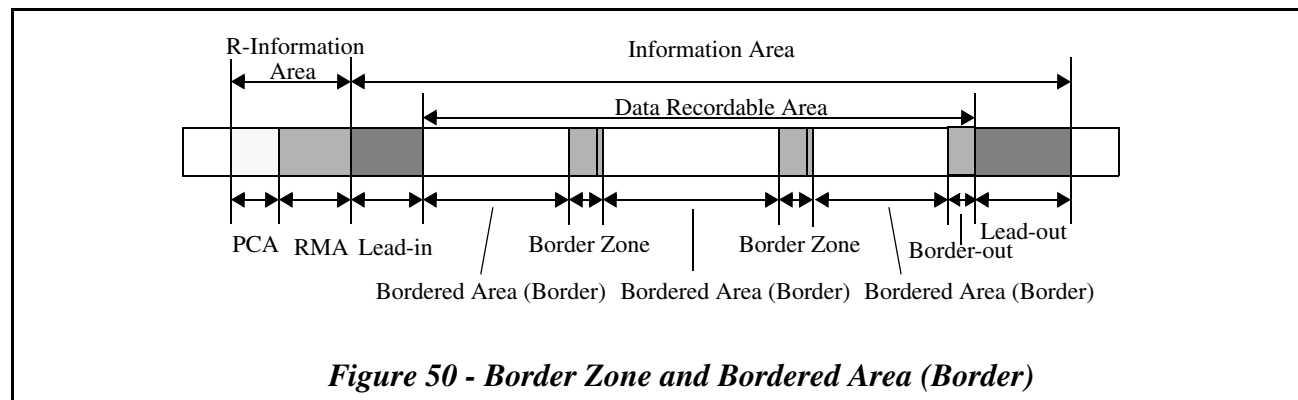 R-Information
Area
Information Area
Data Recordable Area
PCA
RMA
Lead-in
Border Zone
Border Zone
Border-out
Lead-out
Bordered Area (Border)
Bordered Area (Border)
Bordered Area (Border)
Figure 50 - Border Zone and Bordered Area (Border)